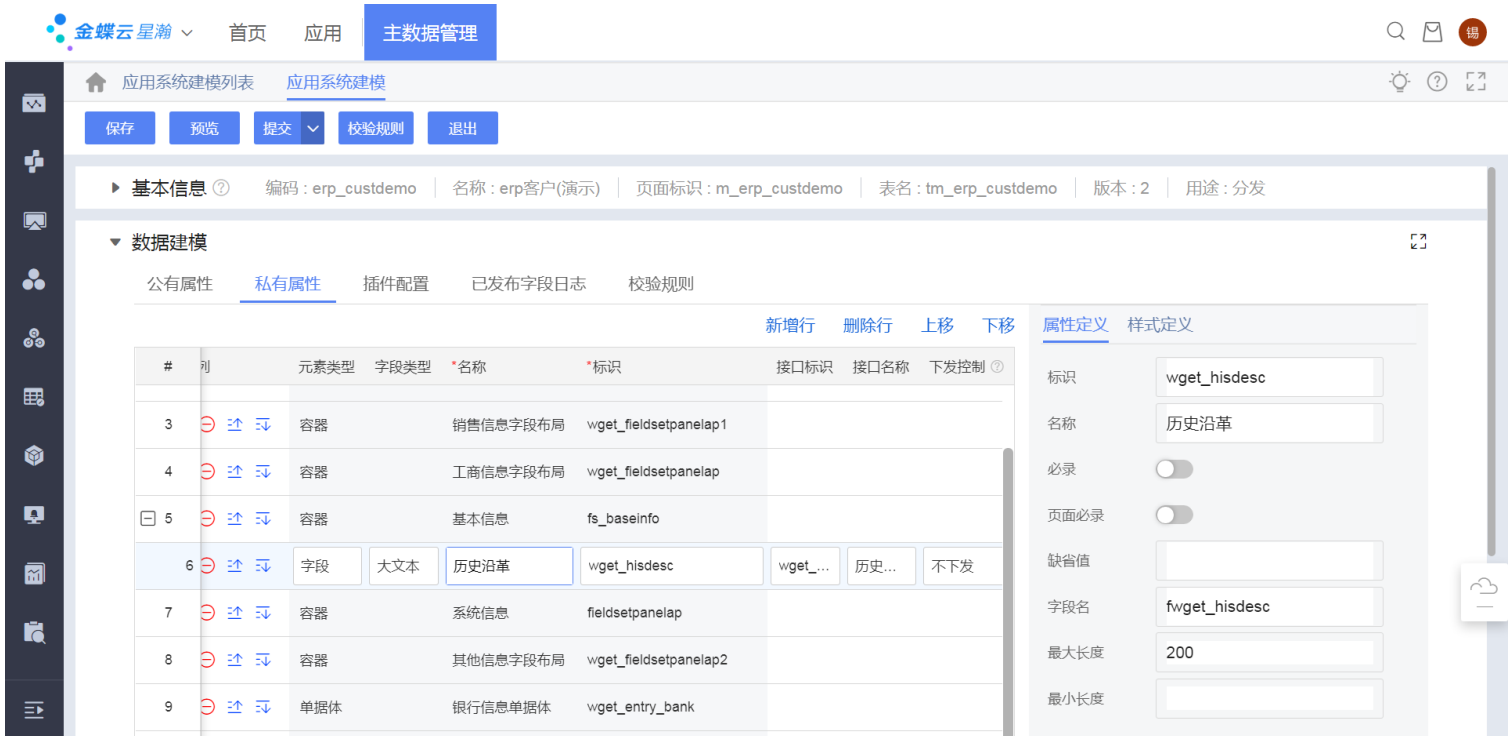 金蝶云 星瀚 首页 应用 主数据管理 锡
应用系统建模列表 应用系统建模
保存 预览 提交 校验规则 退出
基本信息 编码 : erp_custdemo 名称 : erp客户(演示) 页面标识 : m_erp_custdemo 表名 : tm_erp_custdemo 版本 : 2 用途 : 分发
数据建模
公有属性 私有属性 插件配置 已发布字段日志 校验规则
新增行 删除行 上移 下移 属性定义 样式定义
# 元素类型 字段类型 *名称 *标识 接口标识 接口名称 下发控制
3 容器 销售信息字段布局 wget_fieldsetpanelap1
4 容器 工商信息字段布局 wget_fieldsetpanelap
5 容器 基本信息 fs_baseinfo
6 字段 大文本 历史沿革 wget_hisdesc wget_... 历史... 不下发
7 容器 系统信息 fieldsetpanelap
8 容器 其他信息字段布局 wget_fieldsetpanelap2
9 单据体 银行信息单据体 wget_entry_bank
标识 wget_hisdesc
名称 历史沿革
必录
页面必录
缺省值
字段名 fwget_hisdesc
最大长度 200
最小长度